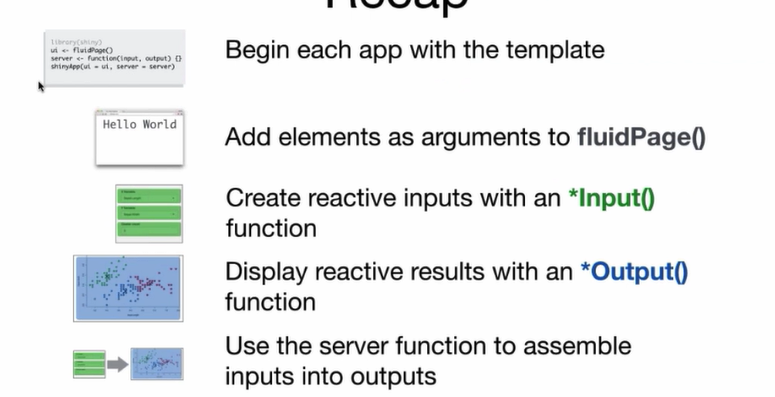 Recap
library(shiny)
ui <- fluidPage()
server <- function(input, output) {}
shinyApp(ui = ui, server = server)
Begin each app with the template
Hello World
Add elements as arguments to fluidPage()
Create reactive inputs with an *Input()
function
Display reactive results with an *Output()
function
Use the server function to assemble
inputs into outputs